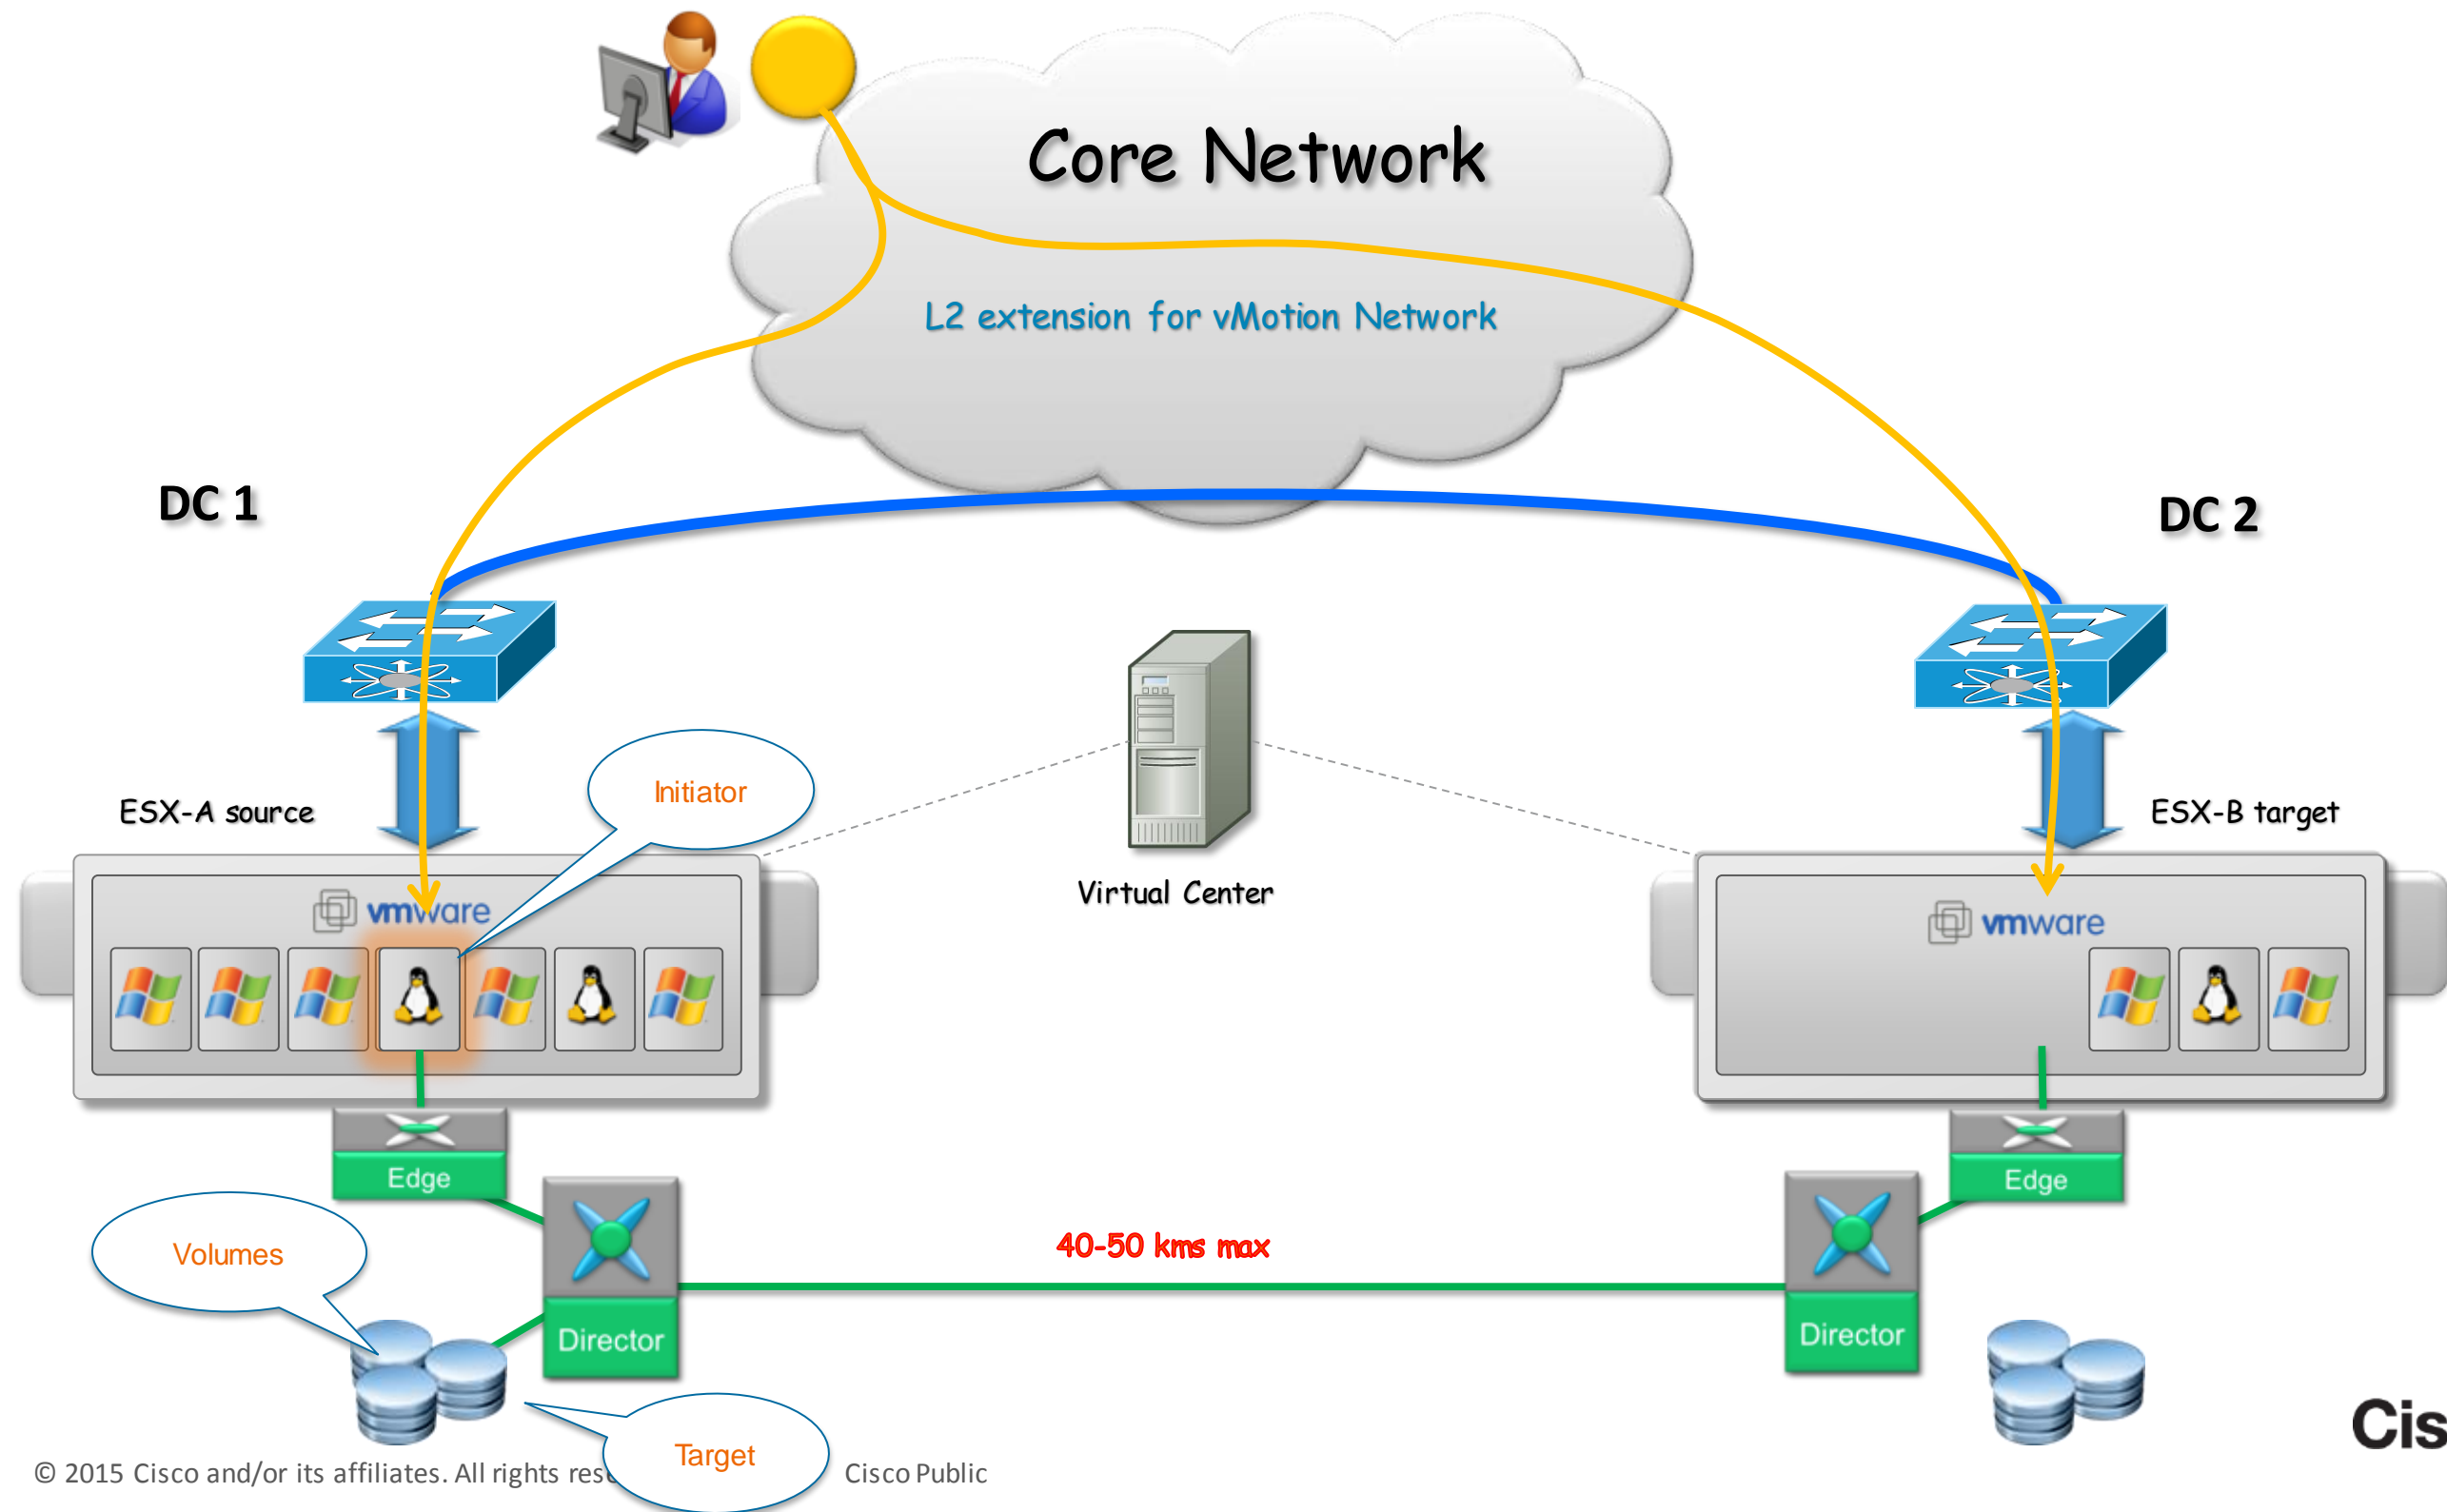 Core Network
L2 extension for vMotion Network
DC 1
DC 2
ESX-A source
Initiator
ESX-B target
Virtual Center
vmware
vmware
Edge
Edge
Volumes
40-50 kms max
Director
Director
Target
© 2015 Cisco and/or its affiliates. All rights
Cisco Public